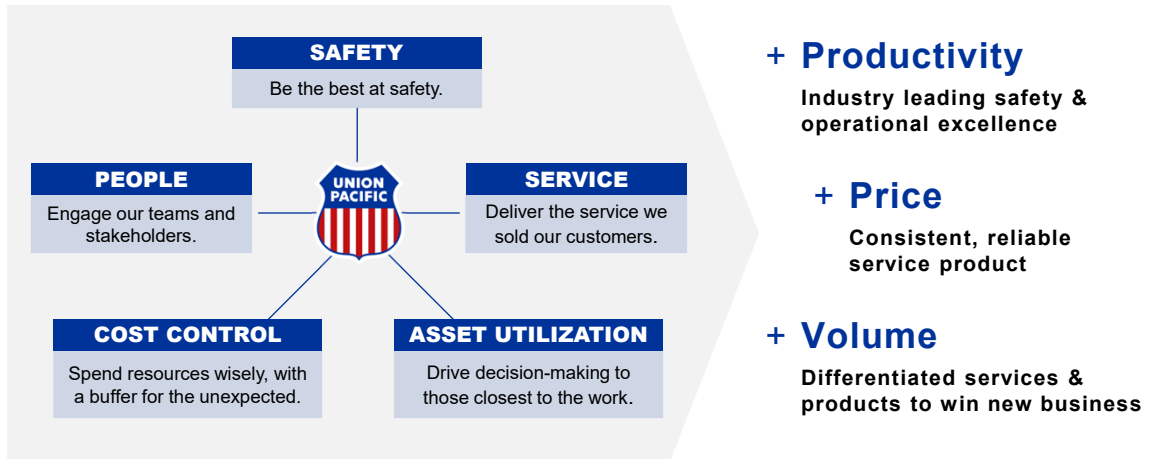 SAFETY
Be the best at safety.
PEOPLE
Engage our teams and
stakeholders.
UNION
PACIFIC
SERVICE
Deliver the service we
sold our customers.
COST CONTROL
Spend resources wisely, with
a buffer for the unexpected.
ASSET UTILIZATION
Drive decision-making to
those closest to the work.
+ Productivity
Industry leading safety &
operational excellence
+ Price
Consistent, reliable
service product
+ Volume
Differentiated services &
products to win new business